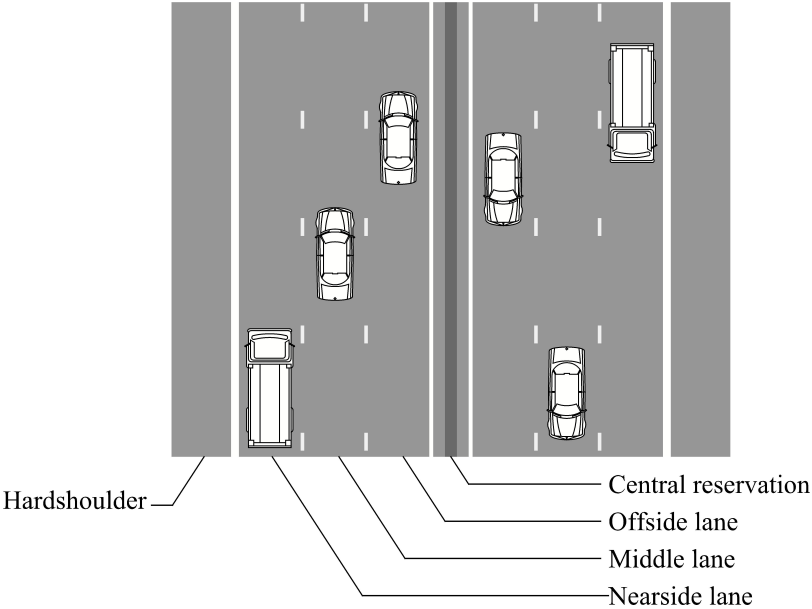 Hardshoulder
Central reservation
Offside lane
Middle lane
Nearside lane